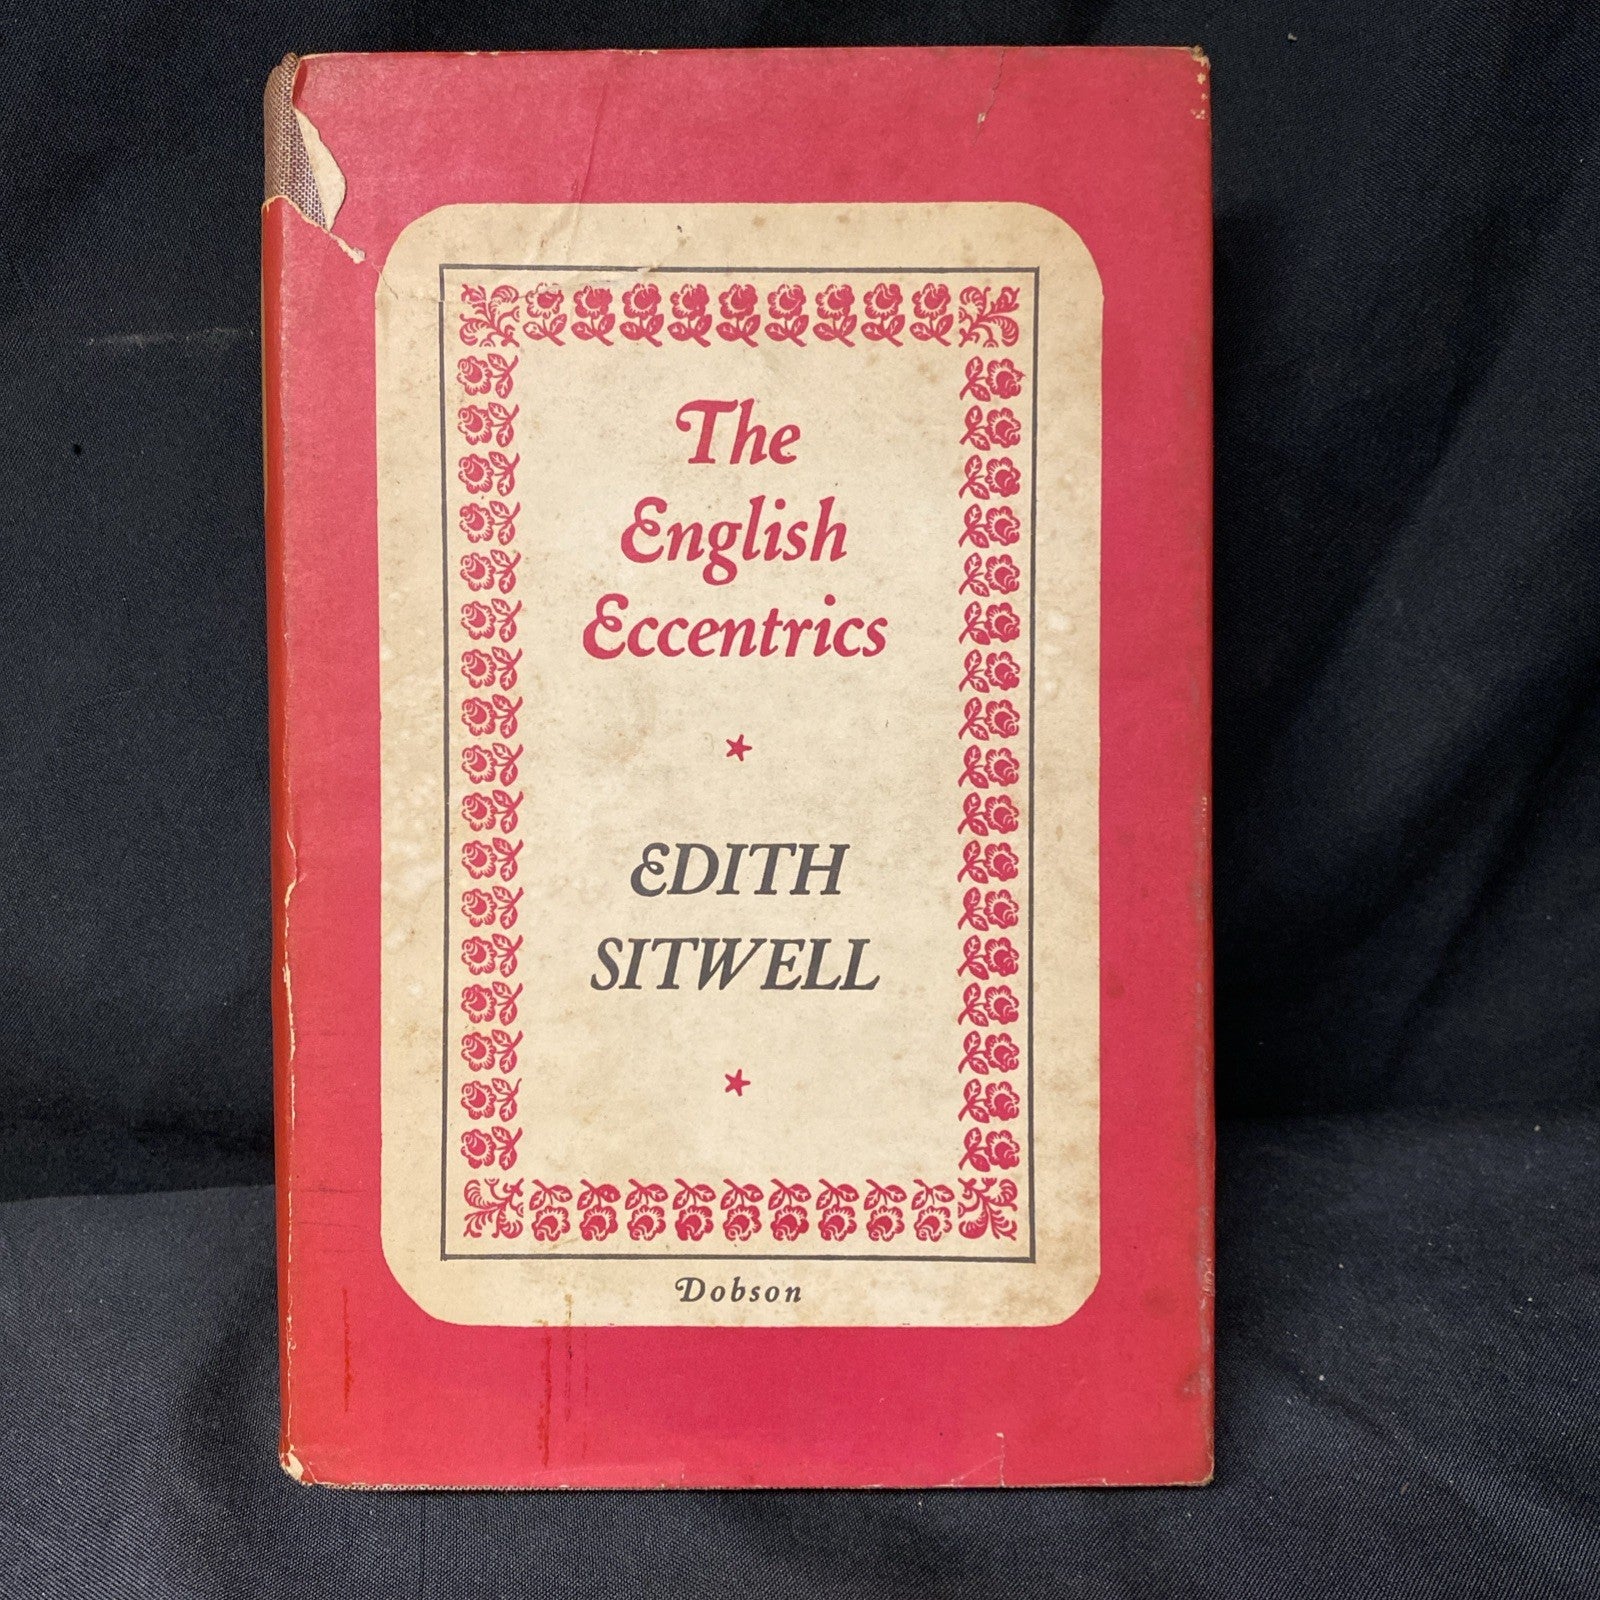 The
English
Eccentrics
EDITH
SITWELL
Dobson